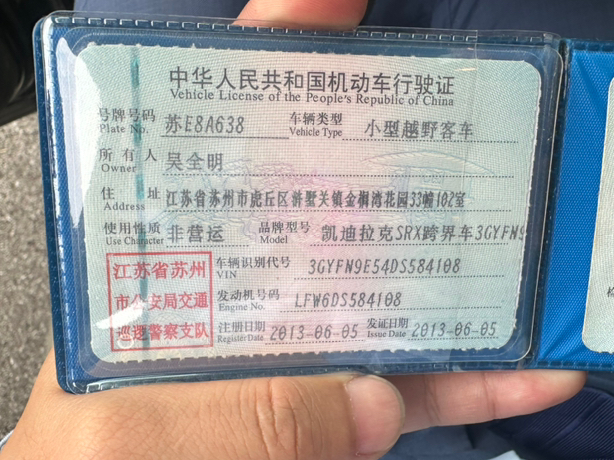 中华人民共和国机动车行驶证
Vehicle License of the People's Republic of China
号牌号码 Plate No. 苏E8A638 车辆类型 Vehicle Type 小型越野客车
所有人 Owner 吴全明
住址 Address 江苏省苏州市虎丘区浒墅关镇金榈湾花园33幢102室
使用性质 Use Character 非营运 品牌型号 Model 凯迪拉克SRX跨界车3GYFN9
江苏省苏州
市公安局交通
巡逻警察支队
车辆识别代号 VIN 3GYFN9E54DS584108
发动机号码 Engine No. LFW6DS584108
注册日期 Register Date 2013-06-05 发证日期 Issue Date 2013-06-05